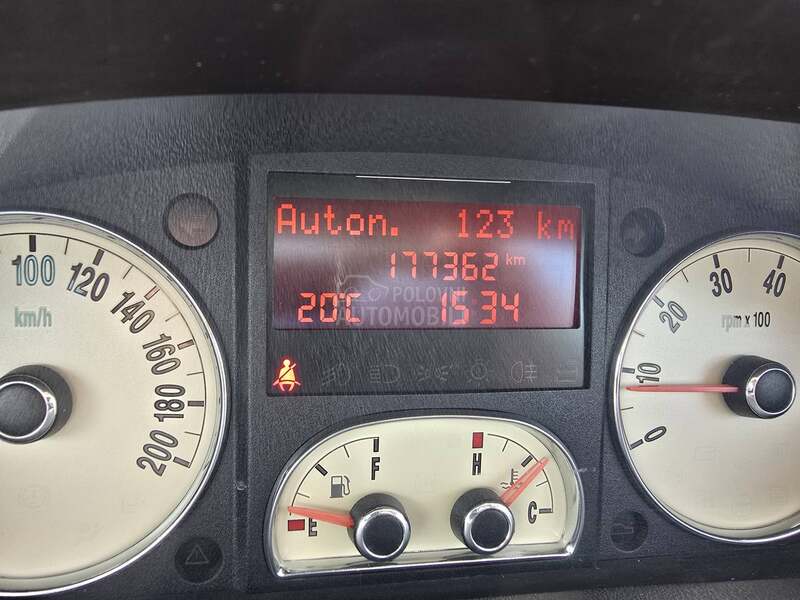 Auton. 123 km
177362 km
POLOVNI
20°C AUTOMOBILI 15 34
100
120
140
160
180
200
km/h
0
10
20
30
40
rpm x 100
F
E
H
C